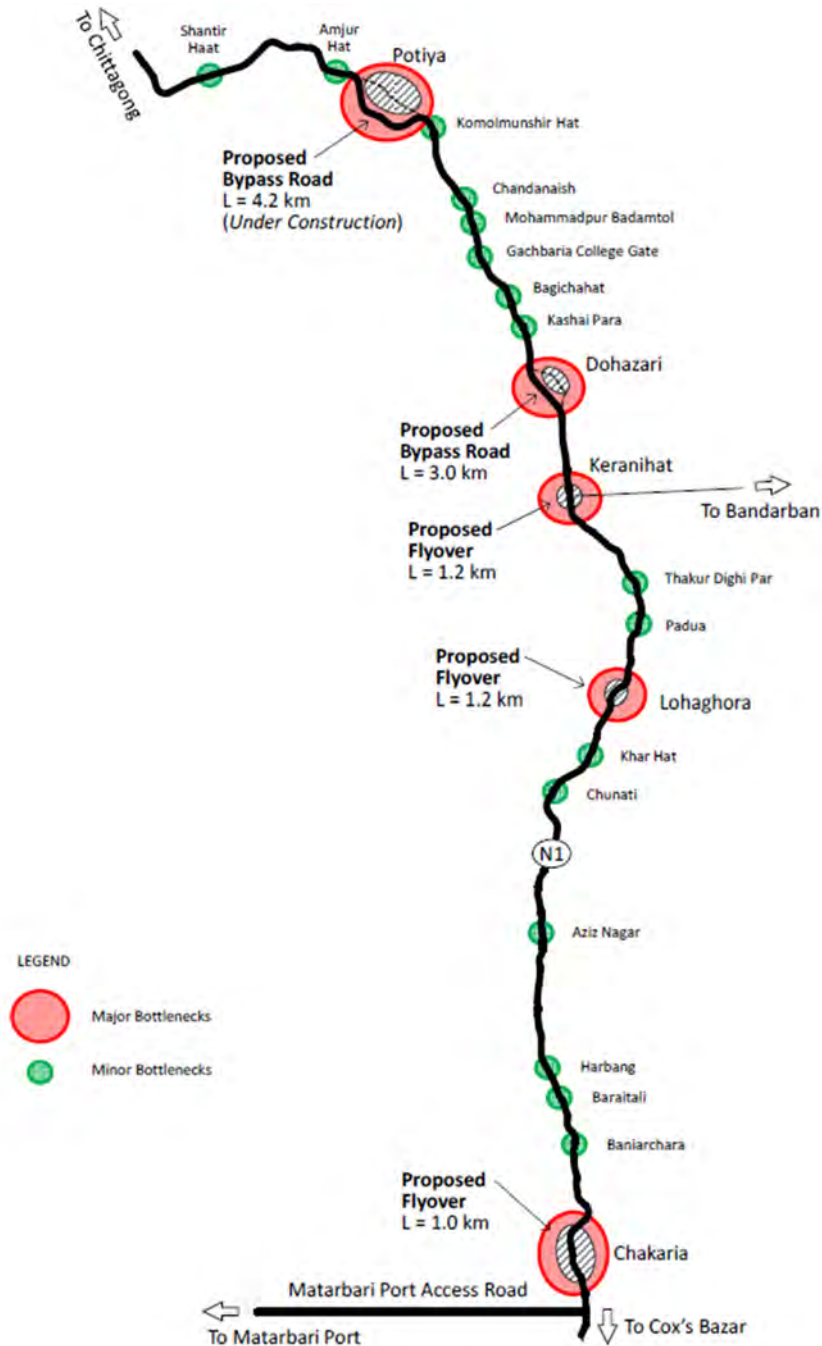 To Chittagong
Shantir
Haat
Amjur
Hat
Potiya
Komolmunshir Hat
Proposed
Bypass Road
L = 4.2 km
(Under Construction)
Chandanaish
Mohammadpur Badamtol
Gachbaria College Gate
Bagichahat
Kashai Para
Dohazari
Proposed
Bypass Road
L = 3.0 km
Keranihat
To Bandarban
Proposed
Flyover
L = 1.2 km
Thakur Dighi Par
Padua
Proposed
Flyover
L = 1.2 km
Lohaghora
Khar Hat
Chunati
N1
Aziz Nagar
LEGEND
Major Bottlenecks
Minor Bottlenecks
Harbang
Baraitali
Baniarchara
Proposed
Flyover
L = 1.0 km
Chakaria
Matarbari Port Access Road
To Matarbari Port
To Cox's Bazar